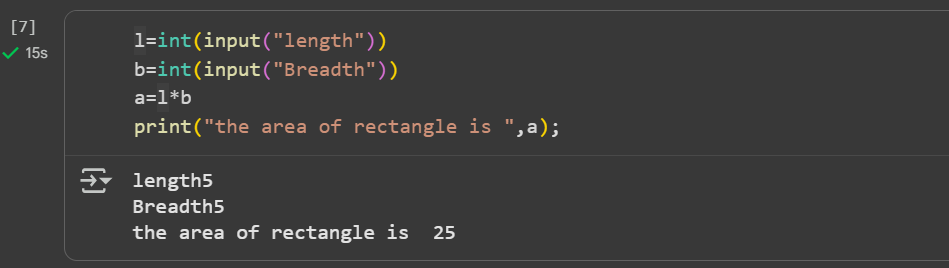 [7]
15s
l=int(input("length"))
b=int(input("Breadth"))
a=l*b
print("the area of rectangle is ",a);
length5
Breadth5
the area of rectangle is  25